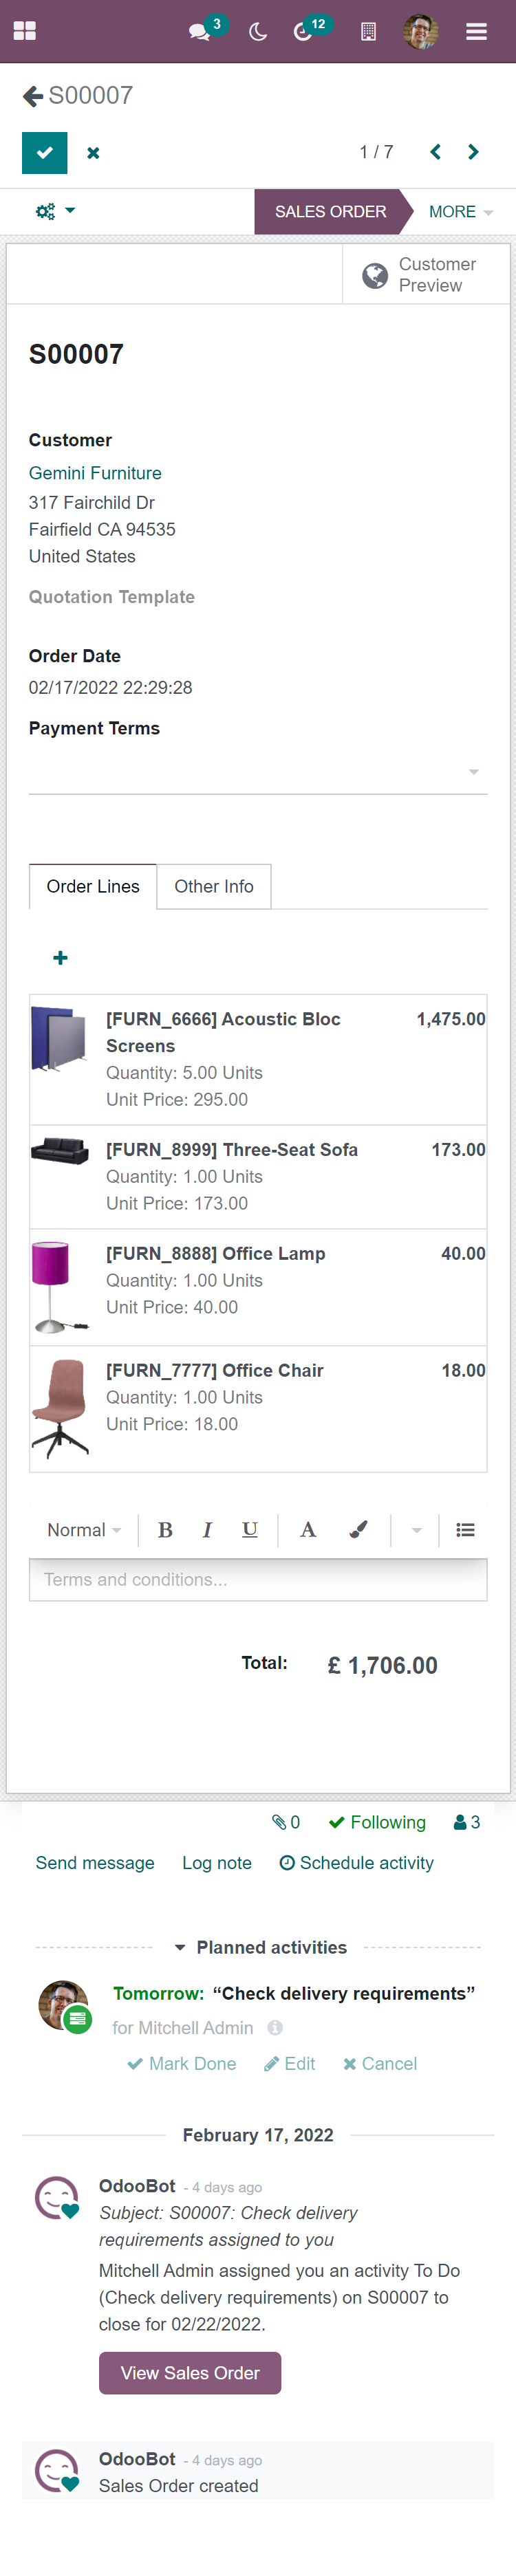 3
12
S00007
1 / 7
SALES ORDER
MORE
Customer
Preview
S00007
Customer
Gemini Furniture
317 Fairchild Dr
Fairfield CA 94535
United States
Quotation Template
Order Date
02/17/2022 22:29:28
Payment Terms
Order Lines
Other Info
[FURN_6666] Acoustic Bloc 1,475.00
Screens
Quantity: 5.00 Units
Unit Price: 295.00
[FURN_8999] Three-Seat Sofa 173.00
Quantity: 1.00 Units
Unit Price: 173.00
[FURN_8888] Office Lamp 40.00
Quantity: 1.00 Units
Unit Price: 40.00
[FURN_7777] Office Chair 18.00
Quantity: 1.00 Units
Unit Price: 18.00
Normal B I U A
Terms and conditions...
Total: £ 1,706.00
0 Following 3
Send message Log note Schedule activity
Planned activities
Tomorrow: “Check delivery requirements”
for Mitchell Admin
Mark Done Edit Cancel
February 17, 2022
OdooBot - 4 days ago
Subject: S00007: Check delivery
requirements assigned to you
Mitchell Admin assigned you an activity To Do
(Check delivery requirements) on S00007 to
close for 02/22/2022.
View Sales Order
OdooBot - 4 days ago
Sales Order created